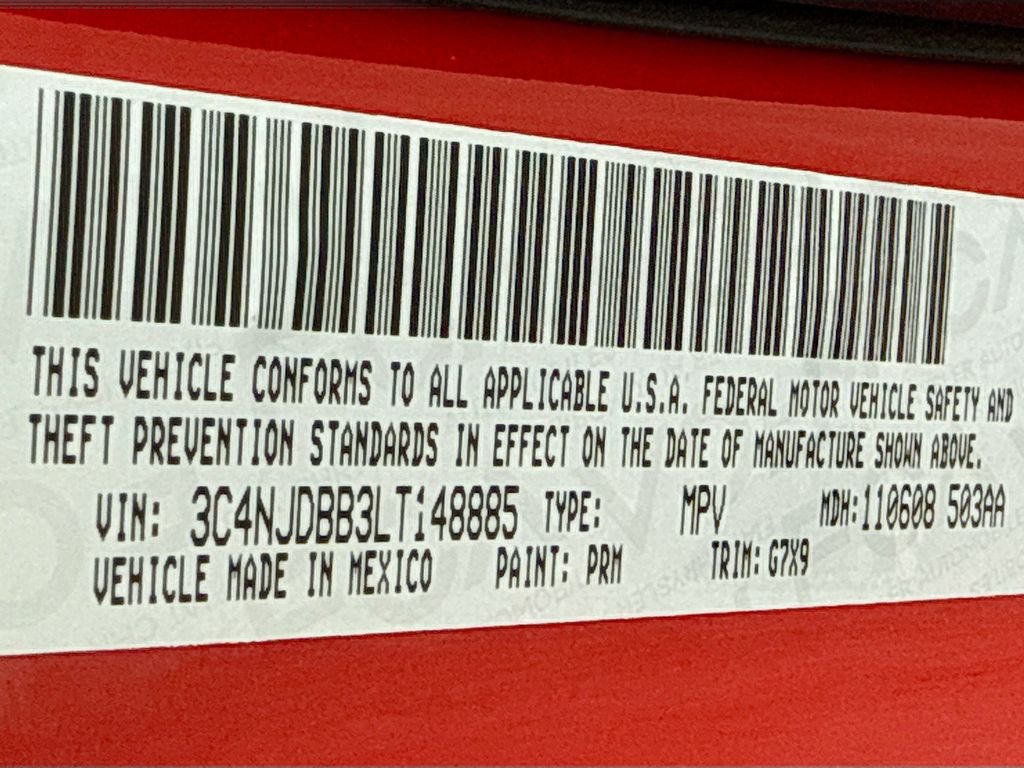 THIS VEHICLE CONFORMS TO ALL APPLICABLE U.S.A. FEDERAL MOTOR VEHICLE SAFETY AND
THEFT PREVENTION STANDARDS IN EFFECT ON THE DATE OF MANUFACTURE SHOWN ABOVE.
VIN: 3C4NJDBB3LT148885 TYPE: MPV MDH:110608 503AA
VEHICLE MADE IN MEXICO PAINT: PRM TRIM: G7X9